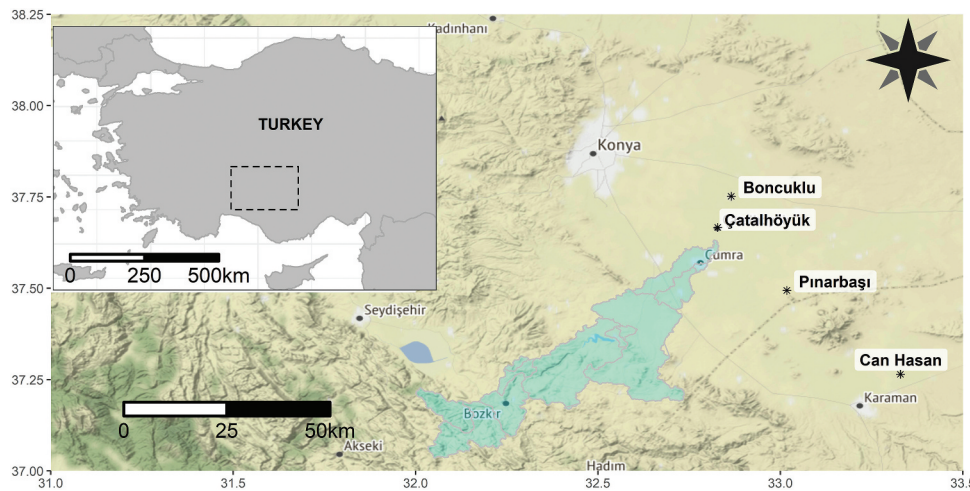 38.25
38.00
37.75
37.50
37.25
37.00
31.0
31.5
32.0
32.5
33.0
33.5
TURKEY
0 250 500km
Kadınhanı
Konya
Boncuklu
Çatalhöyük
Çumra
Pınarbaşı
Seydişehir
Can Hasan
Karaman
Bozkır
0 25 50km
Akseki
Hadım